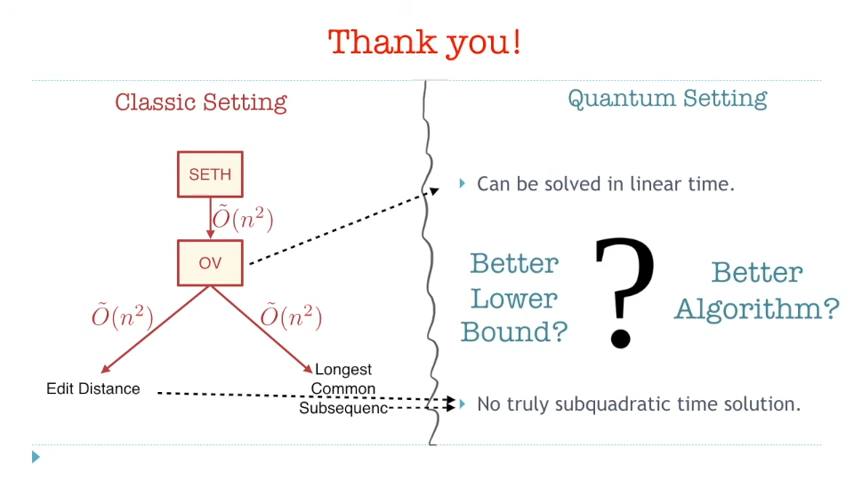 Thank you!
Classic Setting
SETH
Õ(n²)
OV
Õ(n²)
Õ(n²)
Edit Distance
Longest
Common
Subsequenc
Quantum Setting
Can be solved in linear time.
Better
Lower
Bound?
?
Better
Algorithm?
No truly subquadratic time solution.